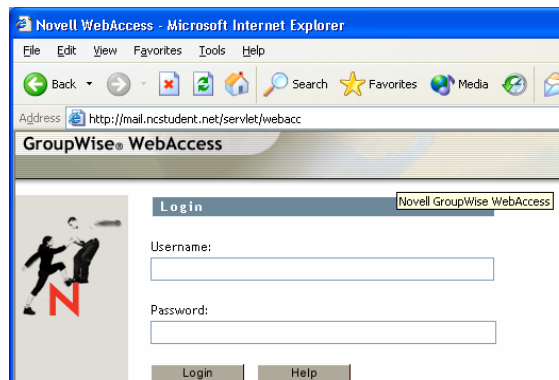 Novell WebAccess - Microsoft Internet Explorer
File Edit View Favorites Tools Help
Back Search Favorites Media
Address http://mail.ncstudent.net/servlet/webacc
GroupWise® WebAccess
Login
Novell GroupWise WebAccess
Username:
N
Password:
Login Help